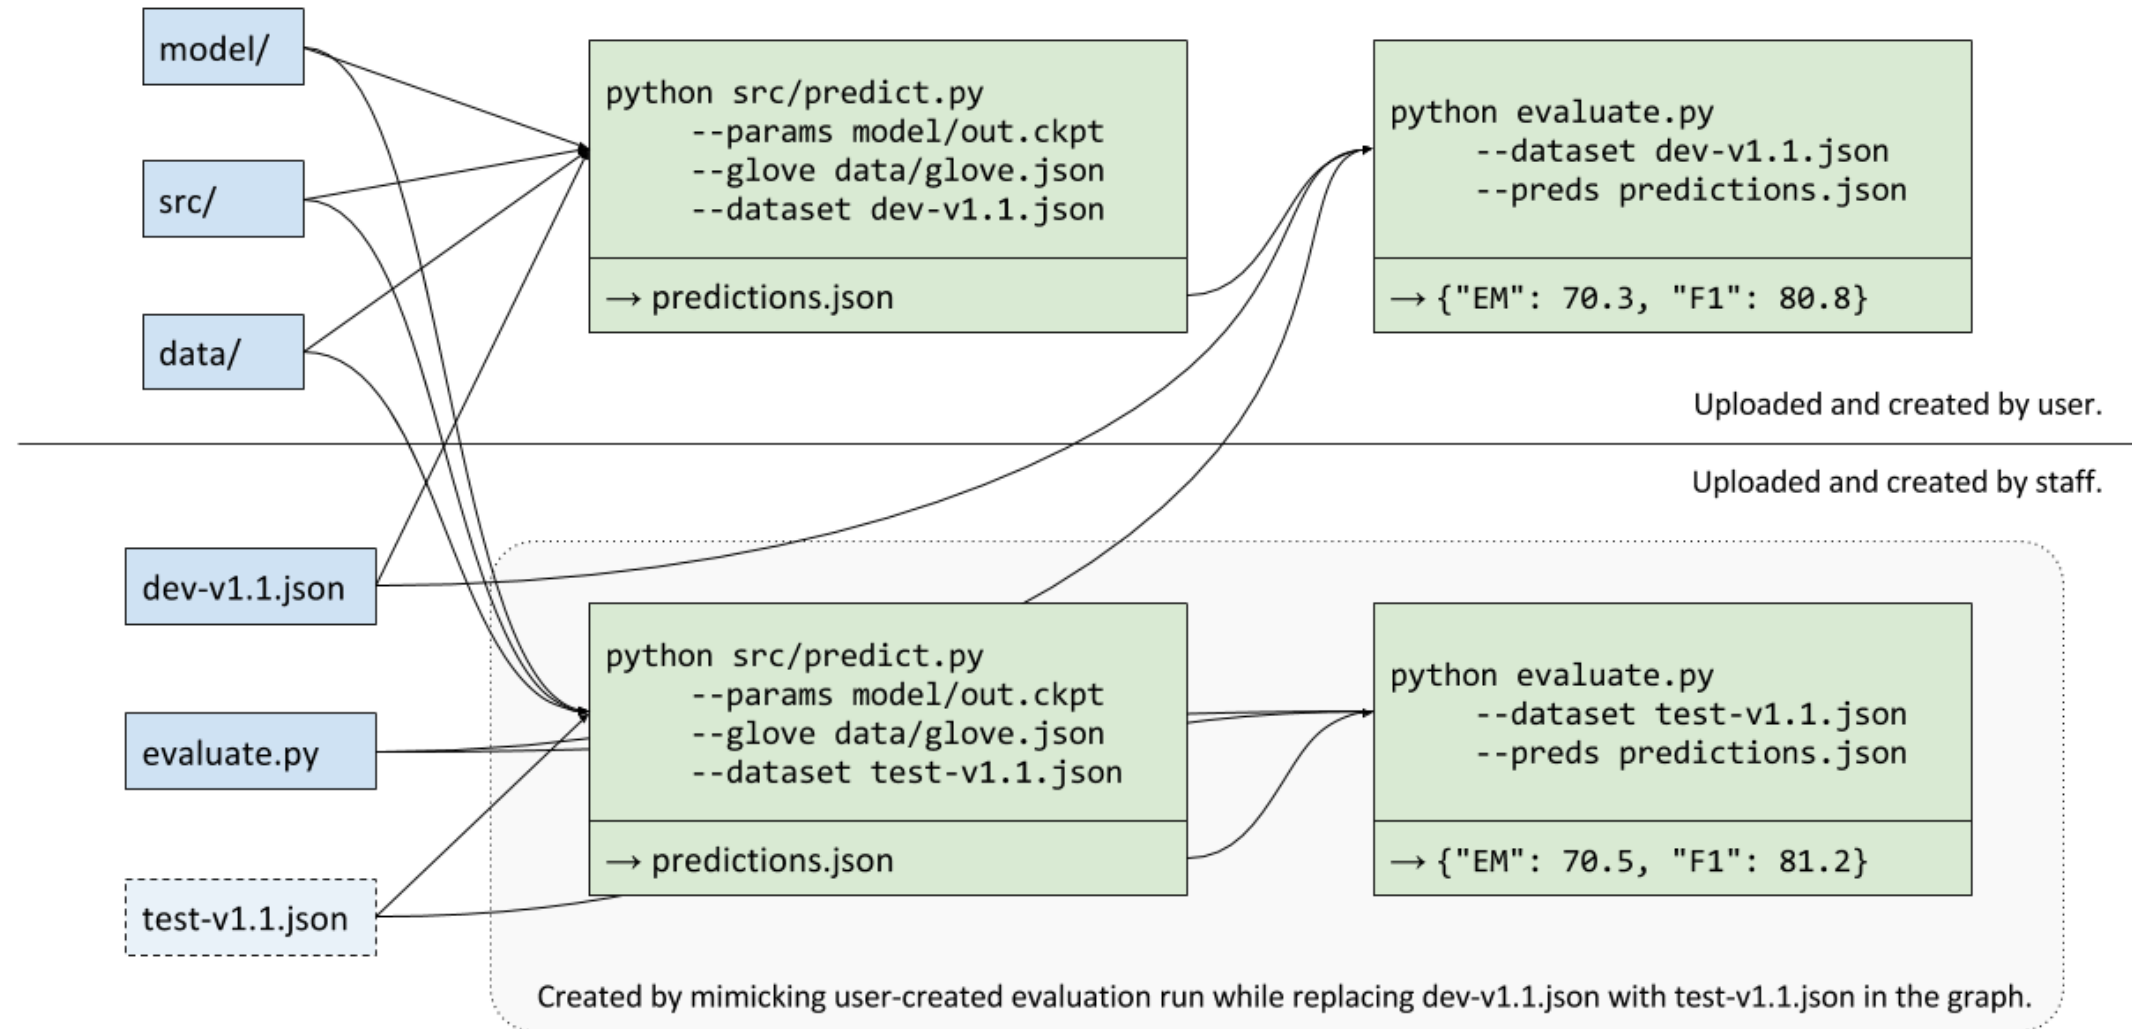 model/
src/
data/
python src/predict.py
--params model/out.ckpt
--glove data/glove.json
--dataset dev-v1.1.json
→ predictions.json
python evaluate.py
--dataset dev-v1.1.json
--preds predictions.json
→ {"EM": 70.3, "F1": 80.8}
Uploaded and created by user.
Uploaded and created by staff.
dev-v1.1.json
evaluate.py
test-v1.1.json
python src/predict.py
--params model/out.ckpt
--glove data/glove.json
--dataset test-v1.1.json
→ predictions.json
python evaluate.py
--dataset test-v1.1.json
--preds predictions.json
→ {"EM": 70.5, "F1": 81.2}
Created by mimicking user-created evaluation run while replacing dev-v1.1.json with test-v1.1.json in the graph.